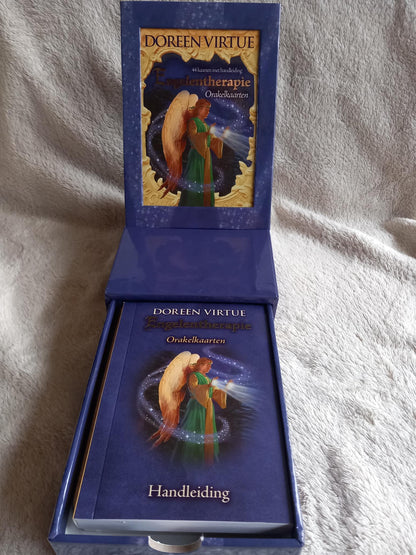 DOREEN VIRTUE
44 kaarten met handleiding
Engelentherapie
Orakelkaarten
DOREEN VIRTUE
Engelentherapie
Orakelkaarten
Handleiding